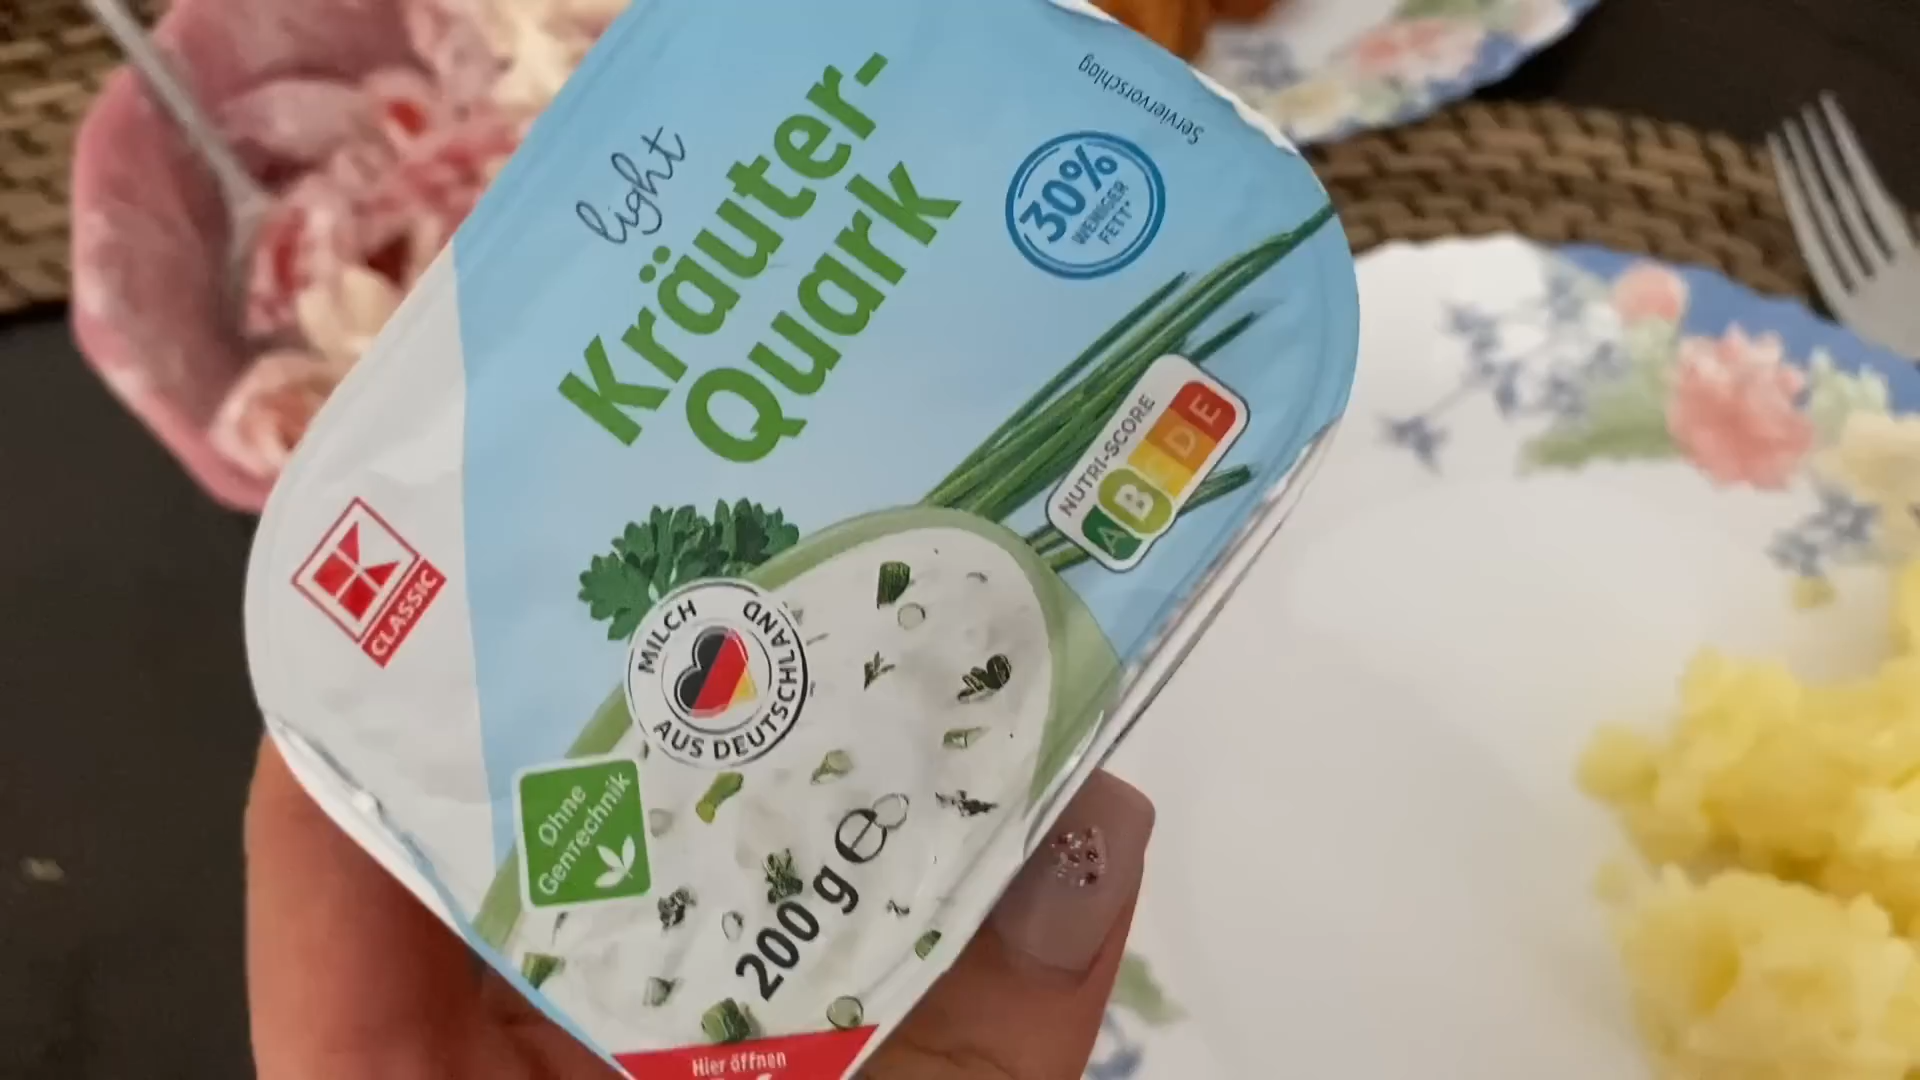 light
Kräuter-
Quark
Serviervorschlag
30%
WENIGER
FETT*
NUTRI-SCORE
A B C D E
K
CLASSIC
MILCH
AUS DEUTSCHLAND
Ohne
GenTechnik
200 g e
Hier öffnen